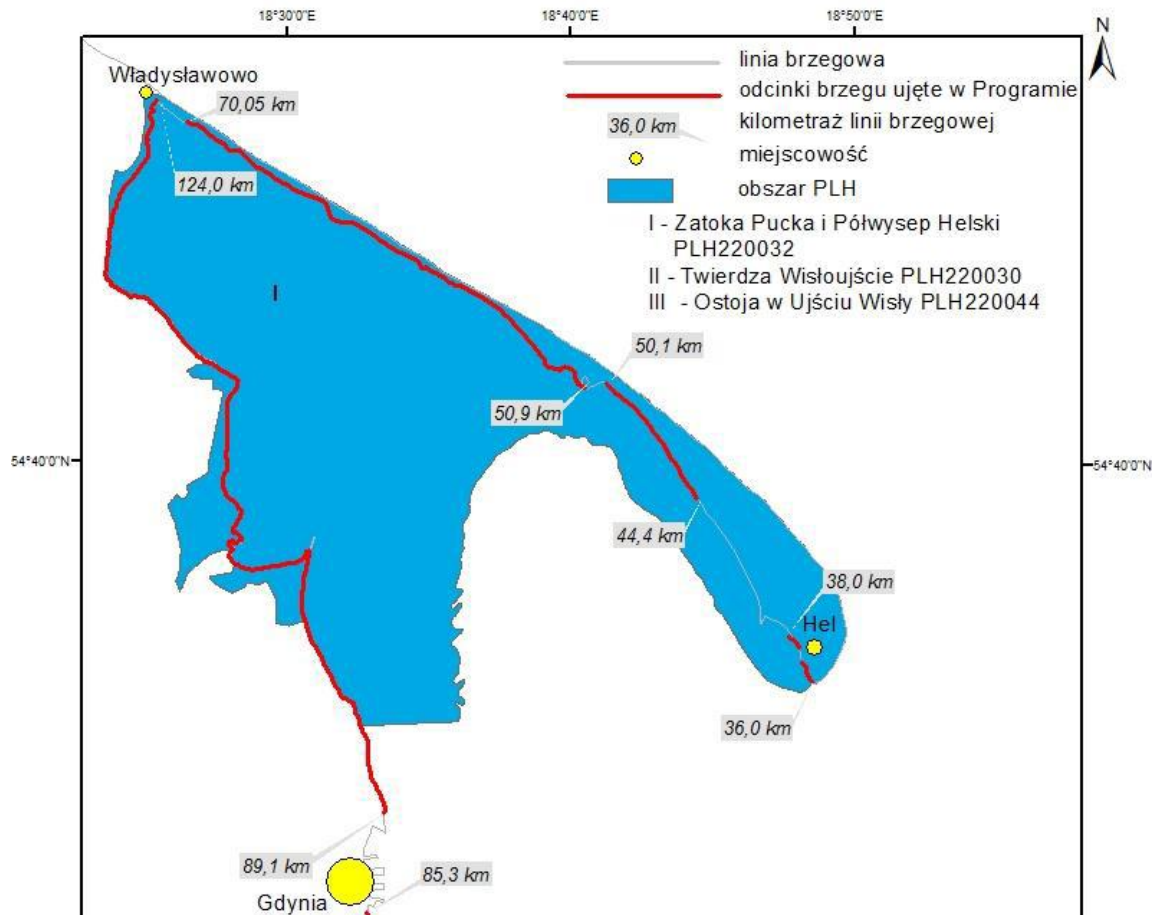 18°30'0"E
18°40'0"E
18°50'0"E
N
Władysławowo
70,05 km
124,0 km
linia brzegowa
odcinki brzegu ujęte w Programie
36,0 km
kilometraż linii brzegowej
miejscowość
obszar PLH
I - Zatoka Pucka i Półwysep Helski
PLH220032
II - Twierdza Wisłoujście PLH220030
III - Ostoja w Ujściu Wisły PLH220044
I
50,1 km
50,9 km
54°40'0"N
54°40'0"N
44,4 km
38,0 km
Hel
36,0 km
89,1 km
85,3 km
Gdynia